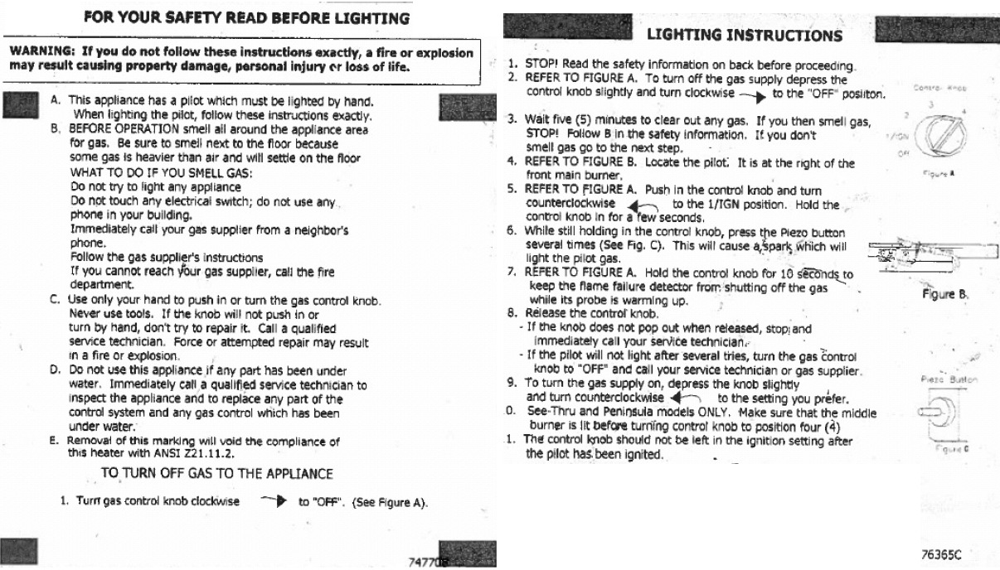 FOR YOUR SAFETY READ BEFORE LIGHTING
WARNING: If you do not follow these instructions exactly, a fire or explosion
may result causing property damage, personal injury or loss of life.
A. This appliance has a pilot which must be lighted by hand.
When lighting the pilot, follow these instructions exactly.
B. BEFORE OPERATION smell all around the appliance area
for gas. Be sure to smell next to the floor because
some gas is heavier than air and will settle on the floor
WHAT TO DO IF YOU SMELL GAS:
Do not try to light any appliance
Do not touch any electrical switch; do not use any
phone in your building.
Immediately call your gas supplier from a neighbor's
phone.
Follow the gas supplier's instructions
If you cannot reach your gas supplier, call the fire
department.
C. Use only your hand to push in or turn the gas control knob.
Never use tools. If the knob will not push in or
turn by hand, don't try to repair it. Call a qualified
service technician. Force or attempted repair may result
in a fire or explosion.
D. Do not use this appliance if any part has been under
water. Immediately call a qualified service technician to
inspect the appliance and to replace any part of the
control system and any gas control which has been
under water.
E. Removal of this marking will void the compliance of
this heater with ANSI Z21.11.2.
TO TURN OFF GAS TO THE APPLIANCE
1. Turn gas control knob clockwise to "OFF". (See Figure A).
7477
LIGHTING INSTRUCTIONS
1. STOP! Read the safety information on back before proceeding.
2. REFER TO FIGURE A. To turn off the gas supply depress the
control knob slightly and turn clockwise to the "OFF" posiiton.
3. Wait five (5) minutes to clear out any gas. If you then smell gas,
STOP! Follow B in the safety information. If you don't
smell gas go to the next step.
4. REFER TO FIGURE B. Locate the pilot. It is at the right of the
front main burner.
5. REFER TO FIGURE A. Push in the control knob and turn
counterclockwise to the 1/IGN position. Hold the
control knob in for a few seconds.
6. While still holding in the control knob, press the Piezo button
several times (See Fig. C). This will cause a spark which will
light the pilot gas.
7. REFER TO FIGURE A. Hold the control knob for 10 seconds to
keep the flame failure detector from shutting off the gas
while its probe is warming up.
8. Release the control knob.
- If the knob does not pop out when released, stop and
immediately call your service technician.
- If the pilot will not light after several tries, turn the gas control
knob to "OFF" and call your service technician or gas supplier.
9. To turn the gas supply on, depress the knob slightly
and turn counterclockwise to the setting you prefer.
0. See-Thru and Peninsula models ONLY. Make sure that the middle
burner is lit before turning control knob to position four (4)
1. The control knob should not be left in the ignition setting after
the pilot has been ignited.
Control Knob
3
2
4
1/IGN
OFF
Figure A
Figure B.
Piezo Button
Figure C
76365C